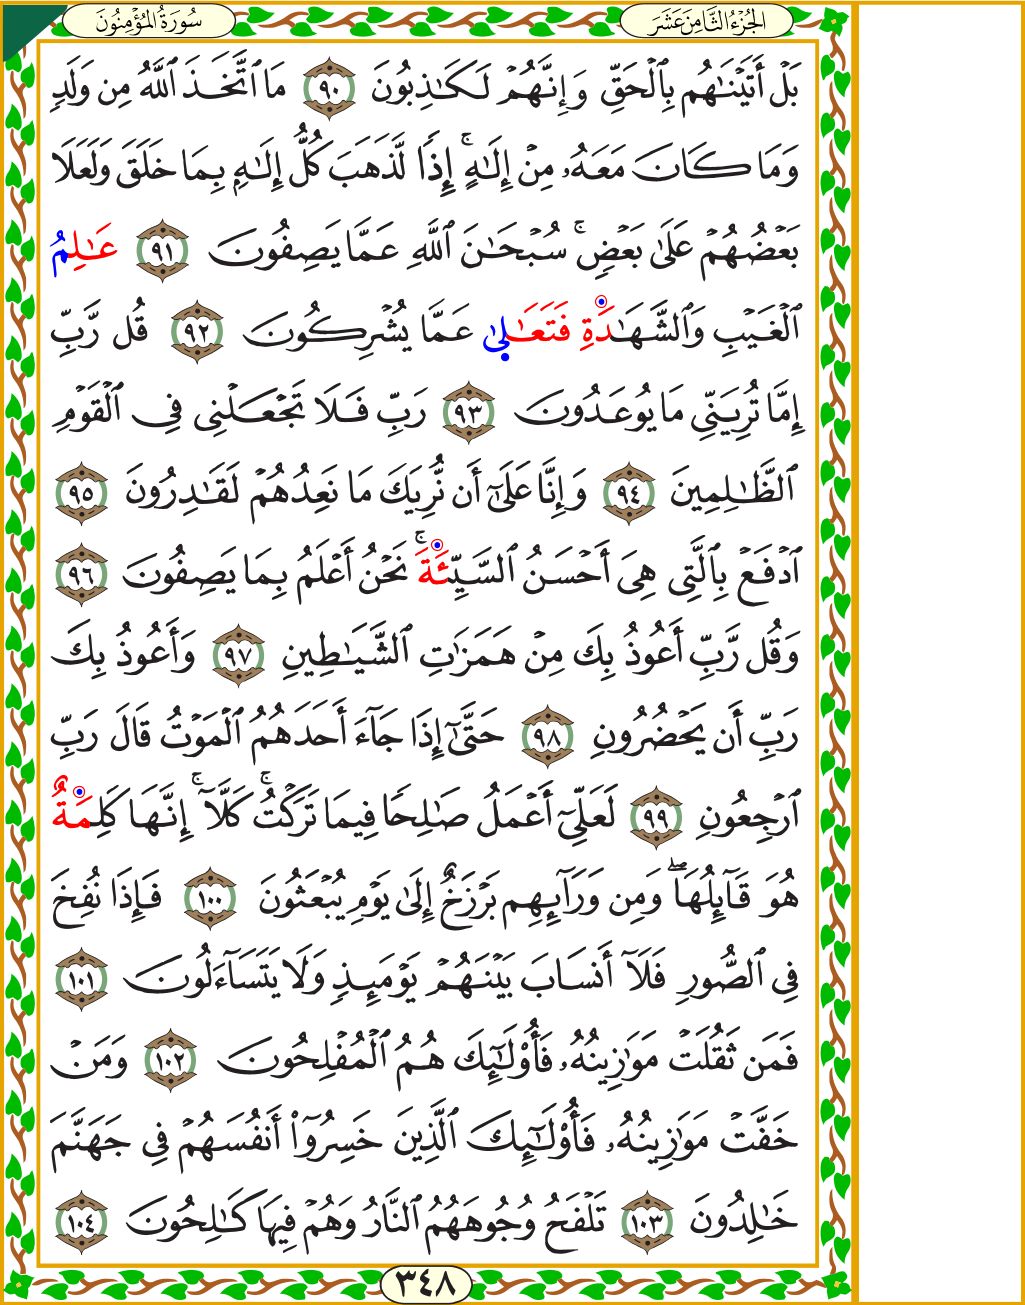 الجُزْءُ الثَّامِنَ عَشَرَ
سُورَةُ المُؤْمِنُونَ
بَلْ أَتَيْنَٰهُم بِٱلْحَقِّ وَإِنَّهُمْ لَكَٰذِبُونَ ٩٠ مَا ٱتَّخَذَ ٱللَّهُ مِن وَلَدٍ
وَمَا كَانَ مَعَهُۥ مِنْ إِلَٰهٍ ۚ إِذًا لَّذَهَبَ كُلُّ إِلَٰهٍۭ بِمَا خَلَقَ وَلَعَلَا
بَعْضُهُمْ عَلَىٰ بَعْضٍ ۚ سُبْحَٰنَ ٱللَّهِ عَمَّا يَصِفُونَ ٩١ عَٰلِمُ
ٱلْغَيْبِ وَٱلشَّهَٰدَةِ فَتَعَٰلىٰ عَمَّا يُشْرِكُونَ ٩٢ قُل رَّبِّ
إِمَّا تُرِيَنِّي مَا يُوعَدُونَ ٩٣ رَبِّ فَلَا تَجْعَلْنِي فِي ٱلْقَوْمِ
ٱلظَّٰلِمِينَ ٩٤ وَإِنَّا عَلَىٰٓ أَن نُّرِيَكَ مَا نَعِدُهُمْ لَقَٰدِرُونَ ٩٥
ٱدْفَعْ بِٱلَّتِي هِيَ أَحْسَنُ ٱلسَّيِّئَةَ ۚ نَحْنُ أَعْلَمُ بِمَا يَصِفُونَ ٩٦
وَقُل رَّبِّ أَعُوذُ بِكَ مِنْ هَمَزَٰتِ ٱلشَّيَٰطِينِ ٩٧ وَأَعُوذُ بِكَ
رَبِّ أَن يَحْضُرُونِ ٩٨ حَتَّىٰٓ إِذَا جَآءَ أَحَدَهُمُ ٱلْمَوْتُ قَالَ رَبِّ
ٱرْجِعُونِ ٩٩ لَعَلِّيٓ أَعْمَلُ صَٰلِحًا فِيمَا تَرَكْتُ ۚ كَلَّآ ۚ إِنَّهَا كَلِمَةٌ
هُوَ قَآئِلُهَا ۖ وَمِن وَرَآئِهِم بَرْزَخٌ إِلَىٰ يَوْمِ يُبْعَثُونَ ١٠٠ فَإِذَا نُفِخَ
فِي ٱلصُّورِ فَلَآ أَنسَابَ بَيْنَهُمْ يَوْمَئِذٍ وَلَا يَتَسَآءَلُونَ ١٠١
فَمَن ثَقُلَتْ مَوَٰزِينُهُۥ فَأُوْلَٰٓئِكَ هُمُ ٱلْمُفْلِحُونَ ١٠٢ وَمَنْ
خَفَّتْ مَوَٰزِينُهُۥ فَأُوْلَٰٓئِكَ ٱلَّذِينَ خَسِرُوٓاْ أَنفُسَهُمْ فِي جَهَنَّمَ
خَٰلِدُونَ ١٠٣ تَلْفَحُ وُجُوهَهُمُ ٱلنَّارُ وَهُمْ فِيهَا كَٰلِحُونَ ١٠٤
٣٤٨